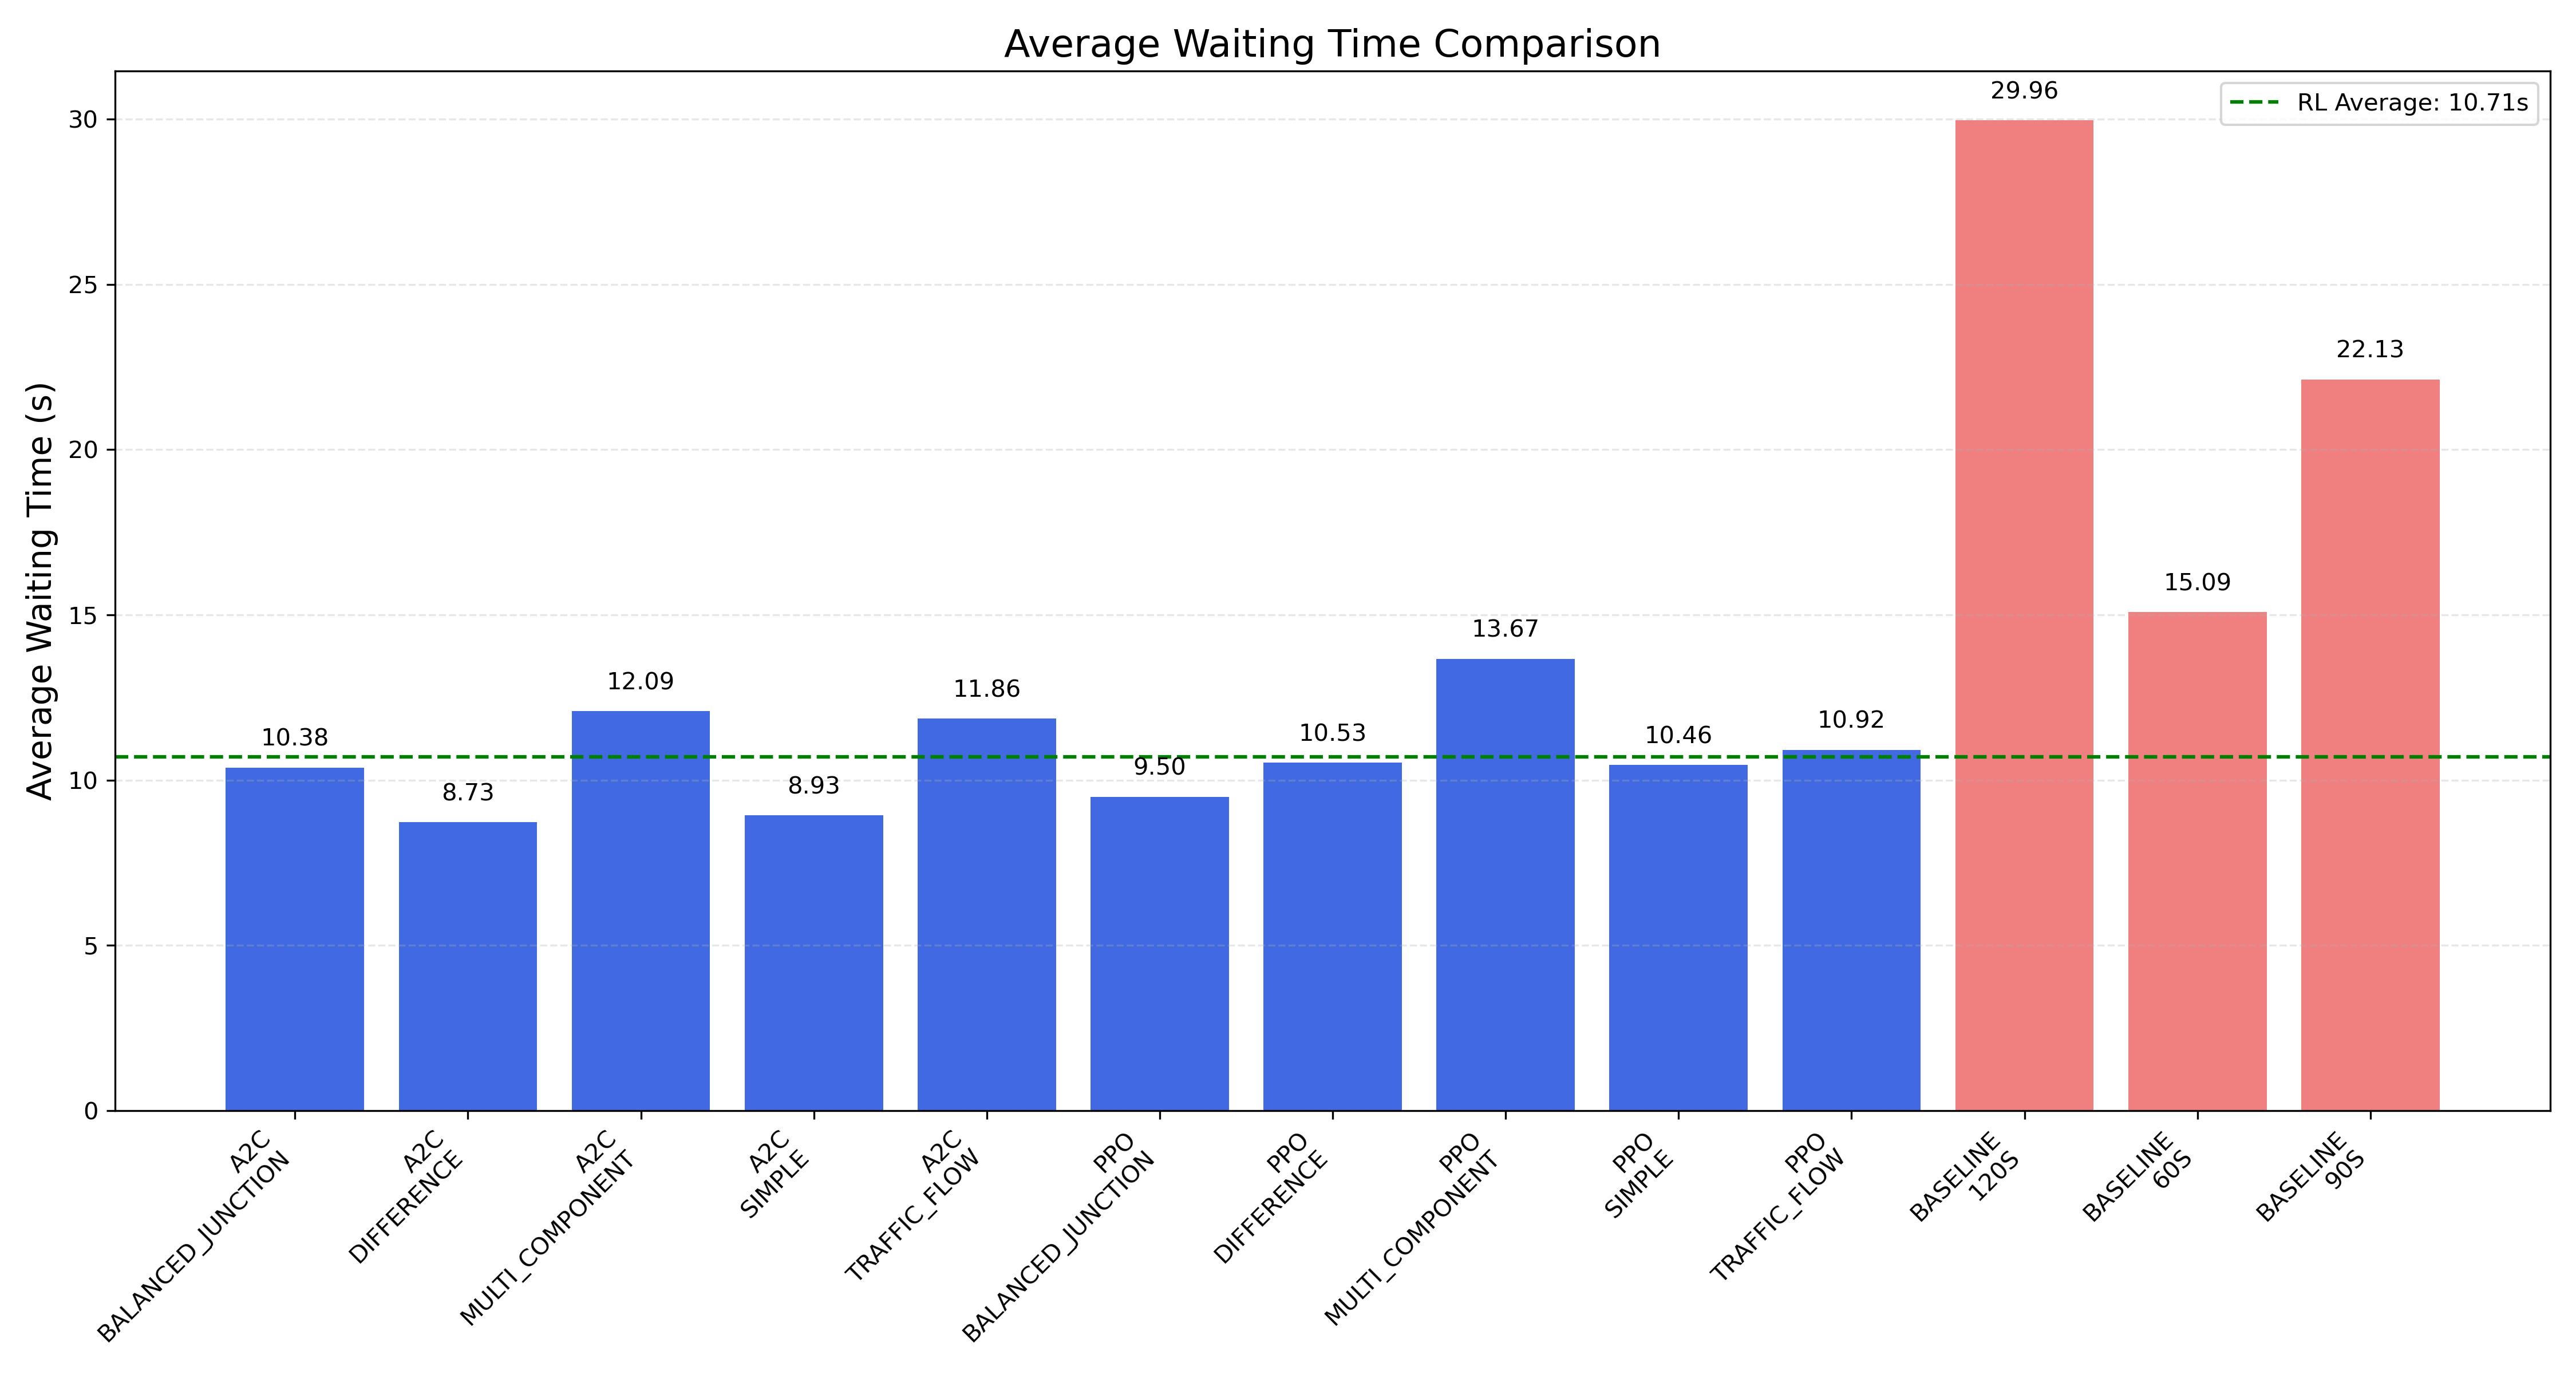 Average Waiting Time Comparison
RL Average: 10.71s
Average Waiting Time (s)
30
25
20
15
10
5
0
10.38
8.73
12.09
8.93
11.86
9.50
10.53
13.67
10.46
10.92
29.96
15.09
22.13
A2C
BALANCED_JUNCTION
A2C
DIFFERENCE
A2C
MULTI_COMPONENT
A2C
SIMPLE
A2C
TRAFFIC_FLOW
PPO
BALANCED_JUNCTION
PPO
DIFFERENCE
PPO
MULTI_COMPONENT
PPO
SIMPLE
PPO
TRAFFIC_FLOW
BASELINE
120S
BASELINE
60S
BASELINE
90S